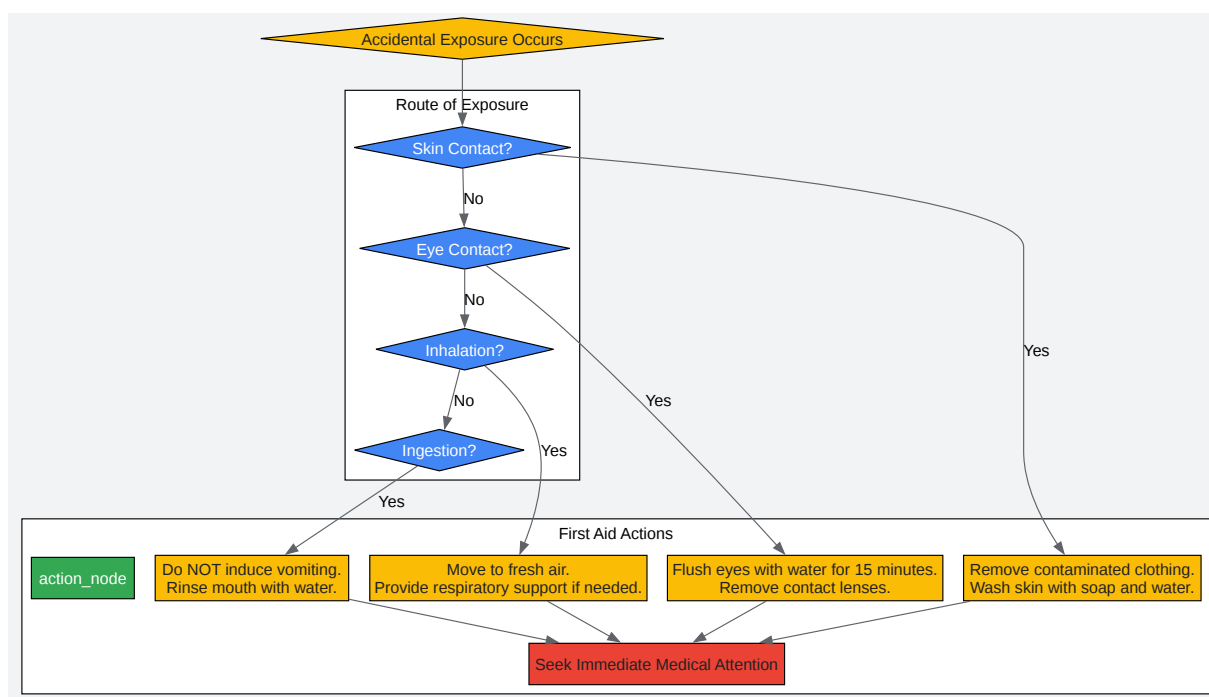 Accidental Exposure Occurs
Route of Exposure
Skin Contact?
No
Eye Contact?
No
Inhalation?
Yes
No
Yes
Ingestion?
Yes
Yes
First Aid Actions
action_node
Do NOT induce vomiting.
Rinse mouth with water.
Move to fresh air.
Provide respiratory support if needed.
Flush eyes with water for 15 minutes.
Remove contact lenses.
Remove contaminated clothing.
Wash skin with soap and water.
Seek Immediate Medical Attention